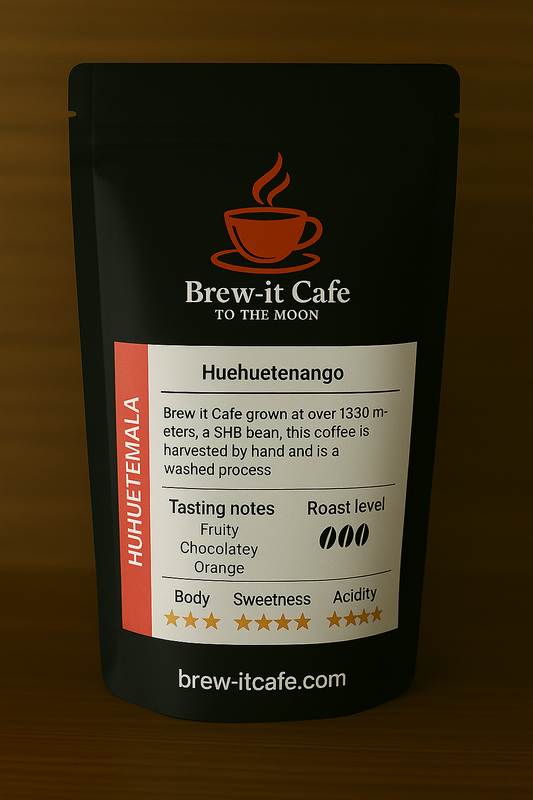 Brew-it Cafe
TO THE MOON
HUHUETEMALA
Huehuetenango
Brew it Cafe grown at over 1330 m-
eters, a SHB bean, this coffee is
harvested by hand and is a
washed process
Tasting notes
Fruity
Chocolatey
Orange
Roast level
Body
Sweetness
Acidity
brew-itcafe.com